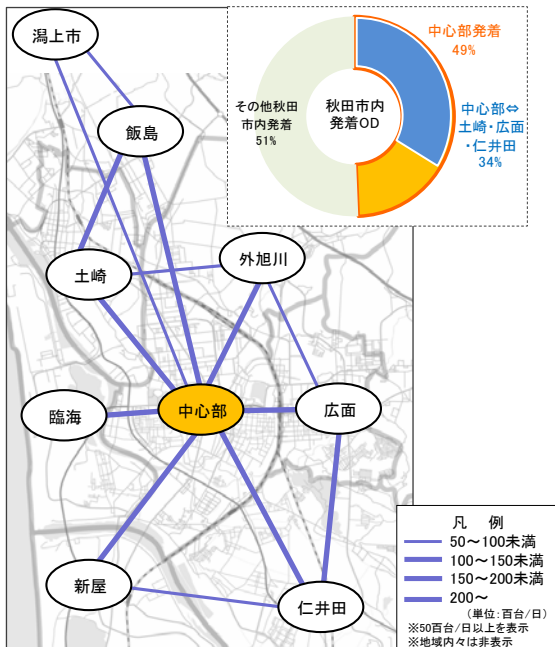 潟上市
飯島
土崎
外旭川
臨海
中心部
広面
新屋
仁井田
中心部発着
49%
その他秋田
市内発着
51%
秋田市内
発着OD
中心部⇔
土崎・広面
・仁井田
34%
凡 例
50～100未満
100～150未満
150～200未満
200～
（単位：百台/日）
※50百台/日以上を表示
※地域内々は非表示